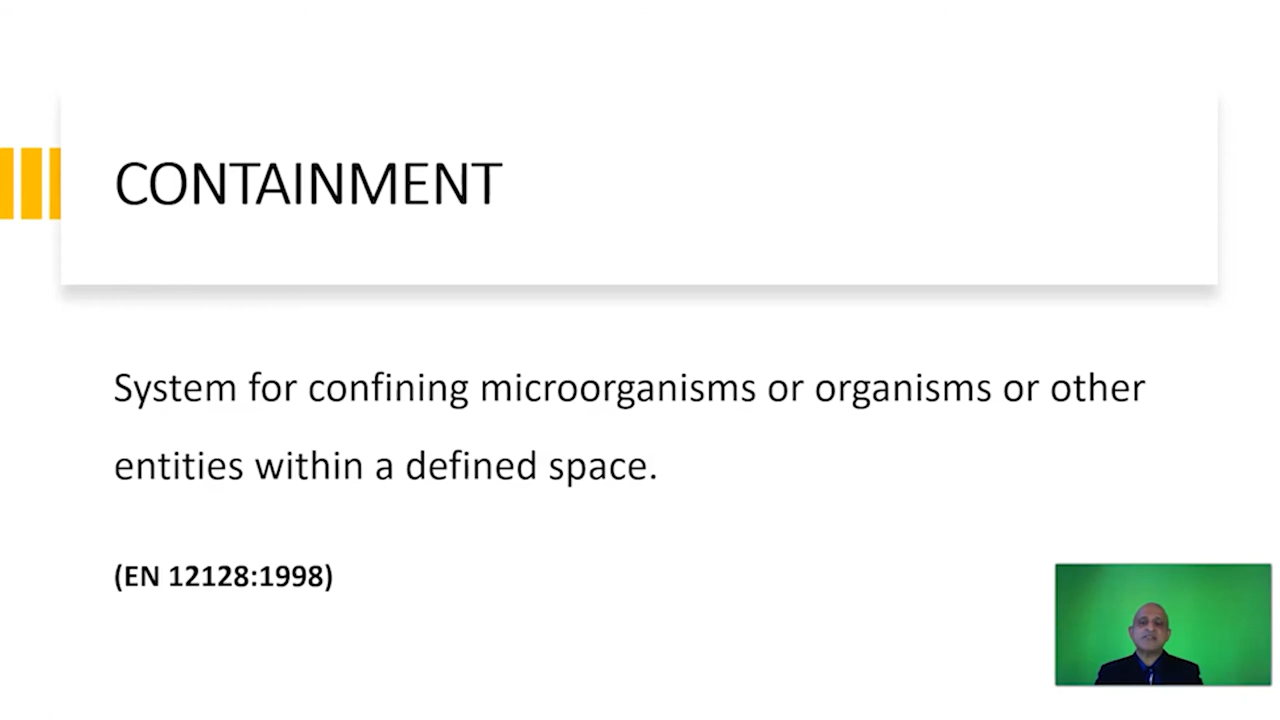 CONTAINMENT
System for confining microorganisms or organisms or other
entities within a defined space.
(EN 12128:1998)